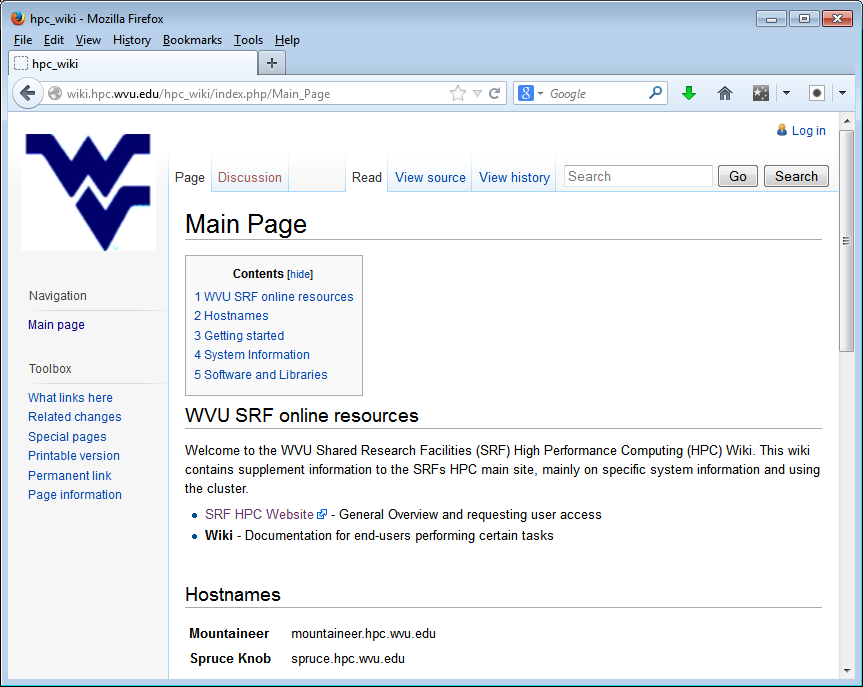 hpc_wiki - Mozilla Firefox
File Edit View History Bookmarks Tools Help
hpc_wiki
wiki.hpc.wvu.edu/hpc_wiki/index.php/Main_Page
8 Google
Log in
WV
Page Discussion Read View source View history Search Go Search
Main Page
Contents [hide]
1 WVU SRF online resources
2 Hostnames
3 Getting started
4 System Information
5 Software and Libraries
Navigation
Main page
Toolbox
What links here
Related changes
Special pages
Printable version
Permanent link
Page information
WVU SRF online resources
Welcome to the WVU Shared Research Facilities (SRF) High Performance Computing (HPC) Wiki. This wiki
contains supplement information to the SRFs HPC main site, mainly on specific system information and using
the cluster.
SRF HPC Website - General Overview and requesting user access
Wiki - Documentation for end-users performing certain tasks
Hostnames
Mountaineer mountaineer.hpc.wvu.edu
Spruce Knob spruce.hpc.wvu.edu